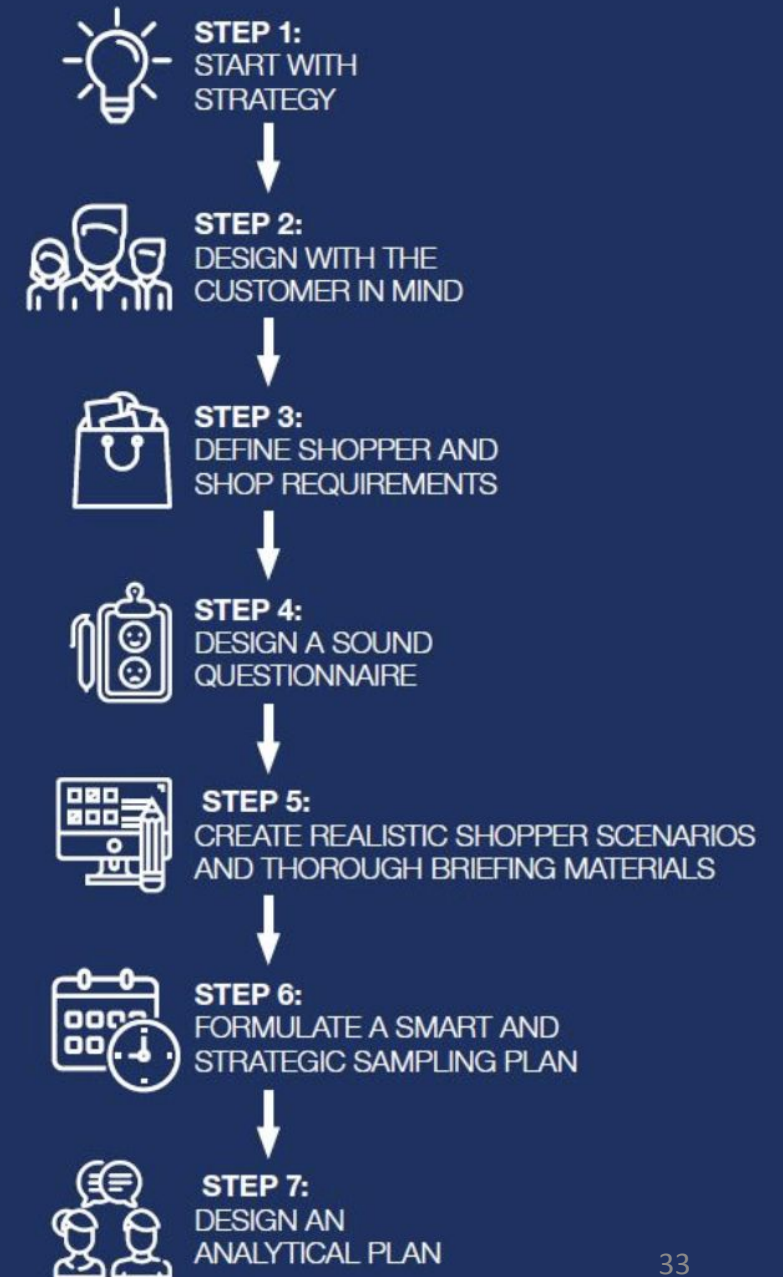 STEP 1:
START WITH
STRATEGY
STEP 2:
DESIGN WITH THE
CUSTOMER IN MIND
STEP 3:
DEFINE SHOPPER AND
SHOP REQUIREMENTS
STEP 4:
DESIGN A SOUND
QUESTIONNAIRE
STEP 5:
CREATE REALISTIC SHOPPER SCENARIOS
AND THOROUGH BRIEFING MATERIALS
STEP 6:
FORMULATE A SMART AND
STRATEGIC SAMPLING PLAN
STEP 7:
DESIGN AN
ANALYTICAL PLAN
33